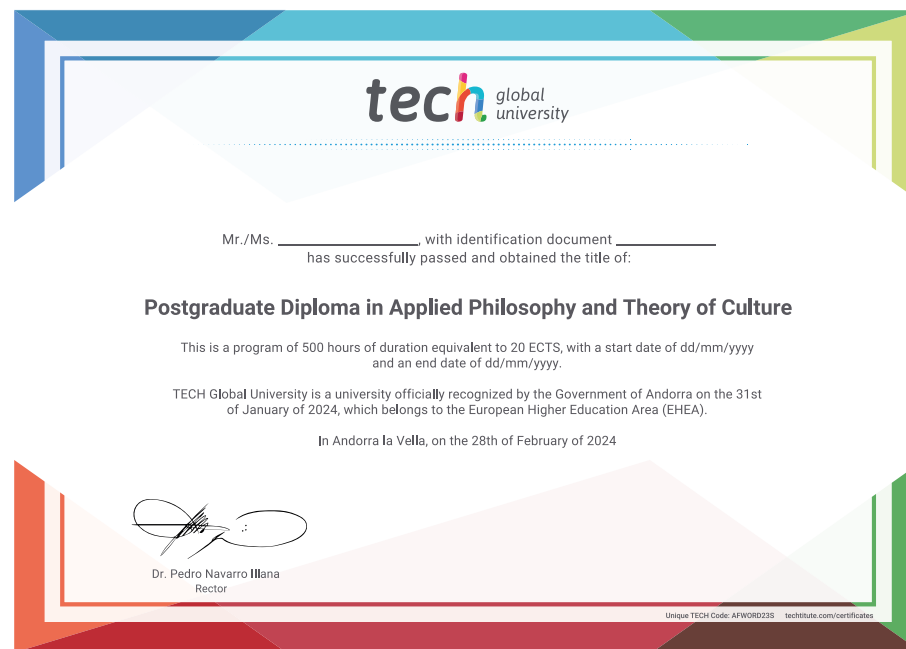 tech global
university
Mr./Ms. ____________, with identification document ____________
has successfully passed and obtained the title of:
Postgraduate Diploma in Applied Philosophy and Theory of Culture
This is a program of 500 hours of duration equivalent to 20 ECTS, with a start date of dd/mm/yyyy
and an end date of dd/mm/yyyy.
TECH Global University is a university officially recognized by the Government of Andorra on the 31st
of January of 2024, which belongs to the European Higher Education Area (EHEA).
In Andorra la Vella, on the 28th of February of 2024
Dr. Pedro Navarro Illana
Rector
Unique TECH Code: AFWORD23S techtitute.com/certificates